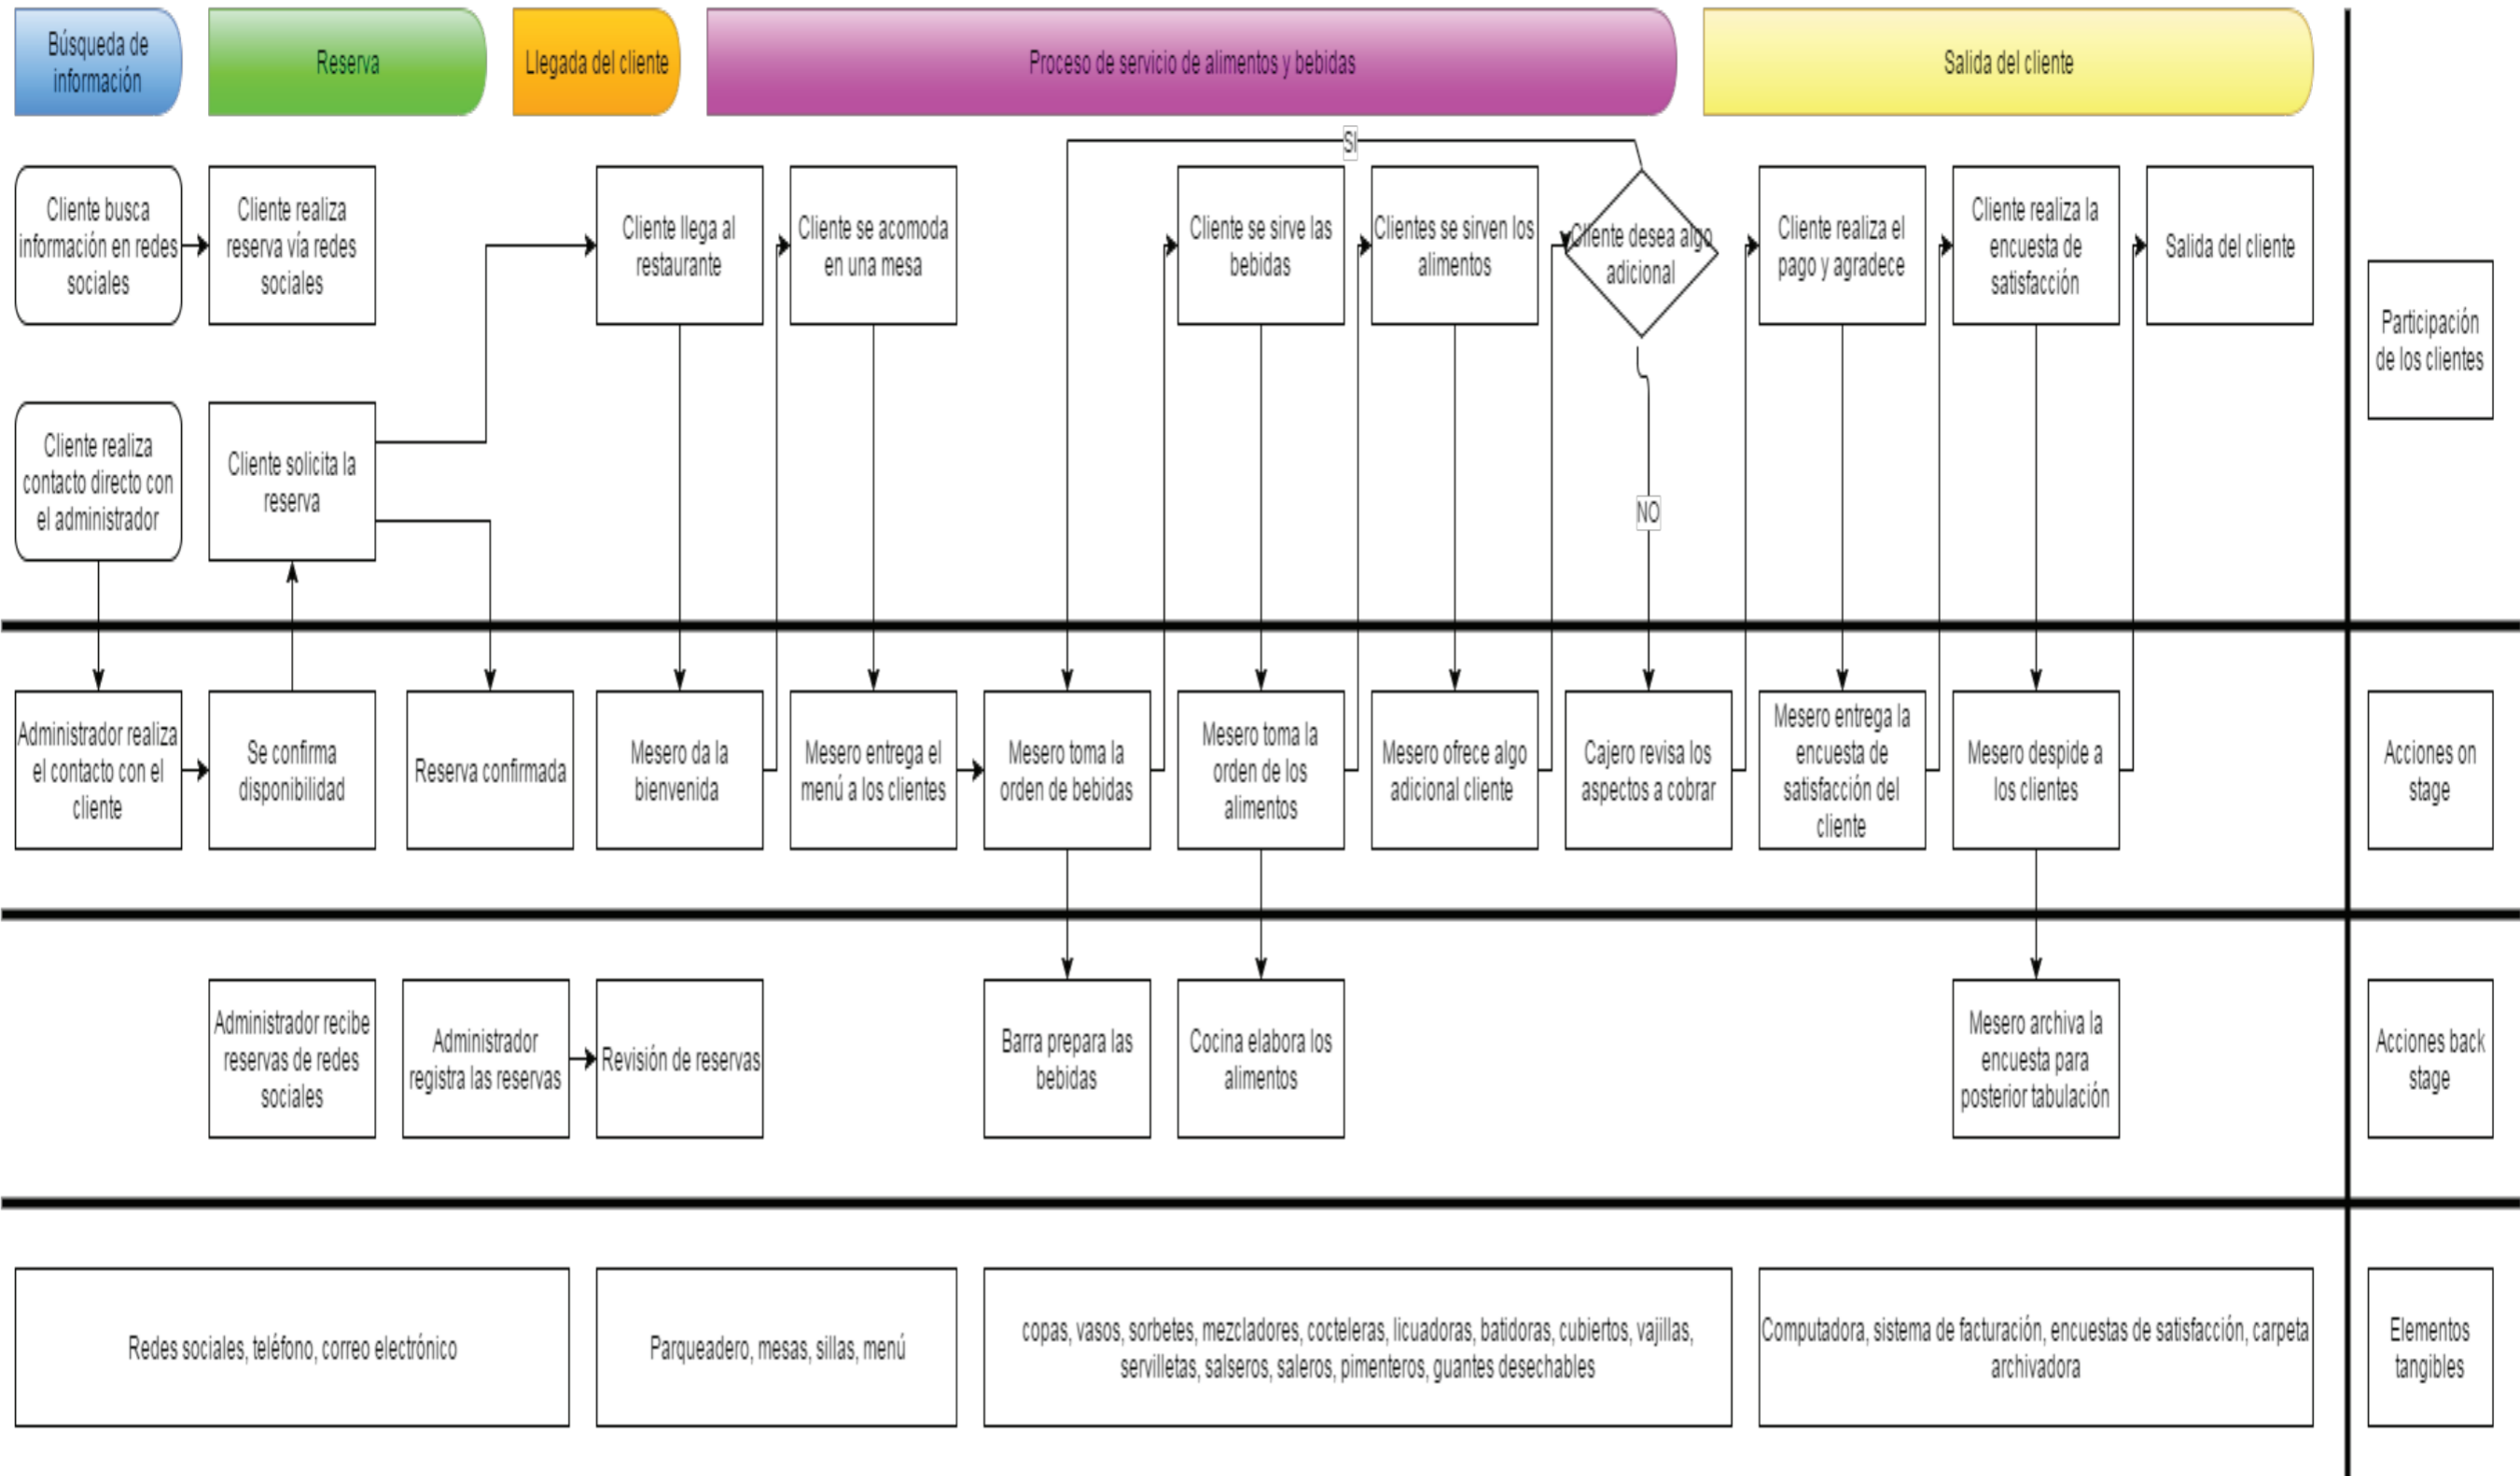 Búsqueda de
información
Reserva
Llegada del cliente
Proceso de servicio de alimentos y bebidas
Salida del cliente
SI
Cliente busca
información en redes
sociales
Cliente realiza
reserva vía redes
sociales
Cliente llega al
restaurante
Cliente se acomoda
en una mesa
Cliente se sirve las
bebidas
Clientes se sirven los
alimentos
Cliente desea algo
adicional
Cliente realiza el
pago y agradece
Cliente realiza la
encuesta de
satisfacción
Salida del cliente
Participación
de los clientes
Cliente realiza
contacto directo con
el administrador
Cliente solicita la
reserva
NO
Administrador realiza
el contacto con el
cliente
Se confirma
disponibilidad
Reserva confirmada
Mesero da la
bienvenida
Mesero entrega el
menú a los clientes
Mesero toma la
orden de bebidas
Mesero toma la
orden de los
alimentos
Mesero ofrece algo
adicional cliente
Cajero revisa los
aspectos a cobrar
Mesero entrega la
encuesta de
satisfacción del
cliente
Mesero despide a
los clientes
Acciones on
stage
Administrador recibe
reservas de redes
sociales
Administrador
registra las reservas
Revisión de reservas
Barra prepara las
bebidas
Cocina elabora los
alimentos
Mesero archiva la
encuesta para
posterior tabulación
Acciones back
stage
Redes sociales, teléfono, correo electrónico
Parqueadero, mesas, sillas, menú
copas, vasos, sorbetes, mezcladores, cocteleras, licuadoras, batidoras, cubiertos, vajillas,
servilletas, salseros, saleros, pimenteros, guantes desechables
Computadora, sistema de facturación, encuestas de satisfacción, carpeta
archivadora
Elementos
tangibles